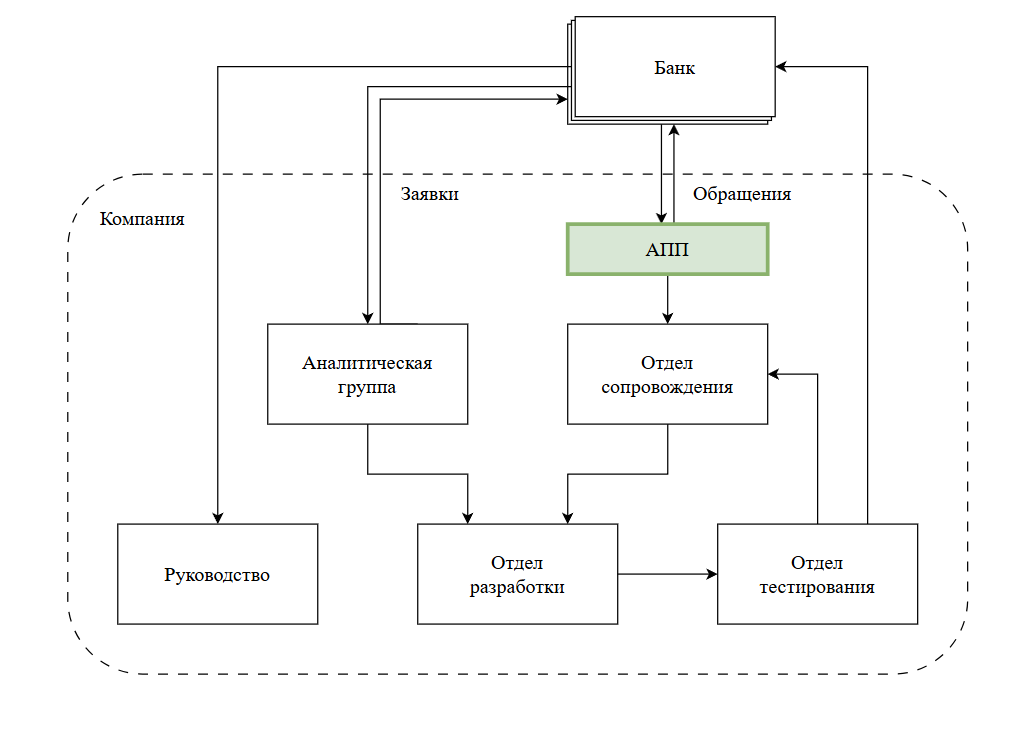 Банк
Заявки
Обращения
Компания
АПП
Аналитическая
группа
Отдел
сопровождения
Руководство
Отдел
разработки
Отдел
тестирования